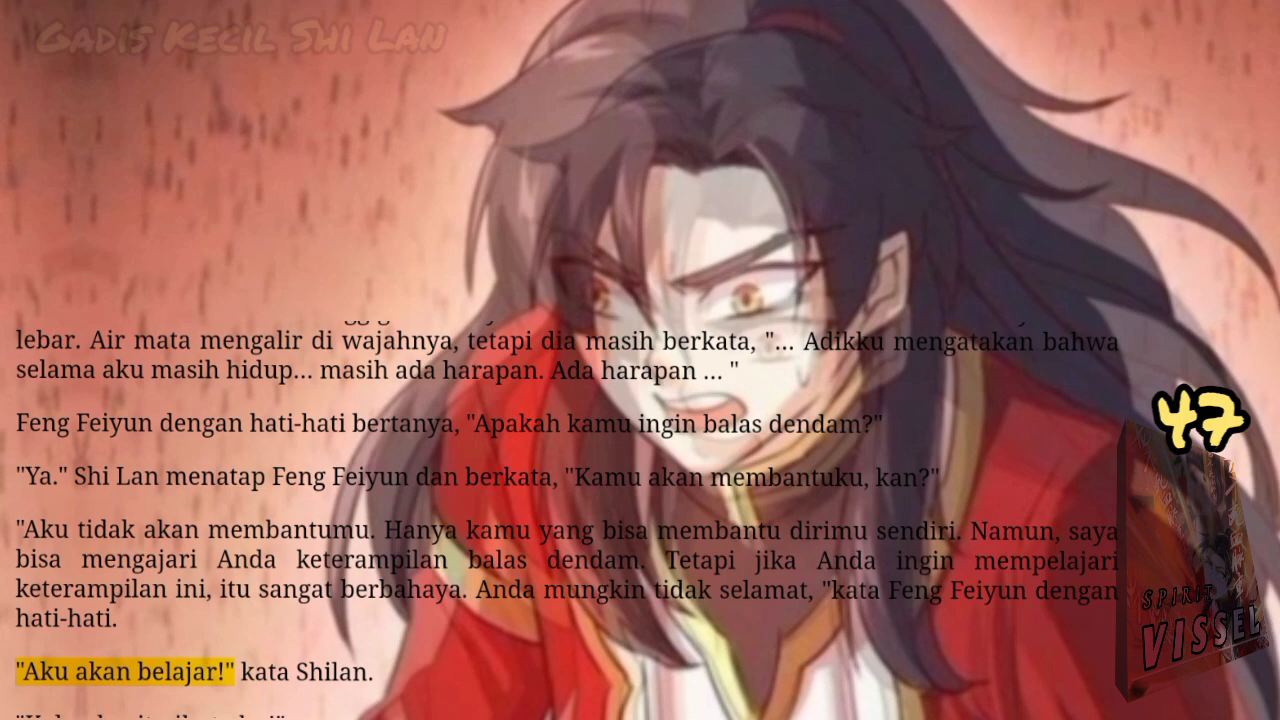 Gadis Kecil Shi Lan
lebar. Air mata mengalir di wajahnya, tetapi dia masih berkata, "... Adikku mengatakan bahwa
selama aku masih hidup... masih ada harapan. Ada harapan ... "
Feng Feiyun dengan hati-hati bertanya, "Apakah kamu ingin balas dendam?"
"Ya." Shi Lan menatap Feng Feiyun dan berkata, "Kamu akan membantuku, kan?"
"Aku tidak akan membantumu. Hanya kamu yang bisa membantu dirimu sendiri. Namun, saya
bisa mengajari Anda keterampilan balas dendam. Tetapi jika Anda ingin mempelajari
keterampilan ini, itu sangat berbahaya. Anda mungkin tidak selamat, "kata Feng Feiyun dengan
hati-hati.
"Aku akan belajar!" kata Shilan.
47
SPIRIT
VISSEL